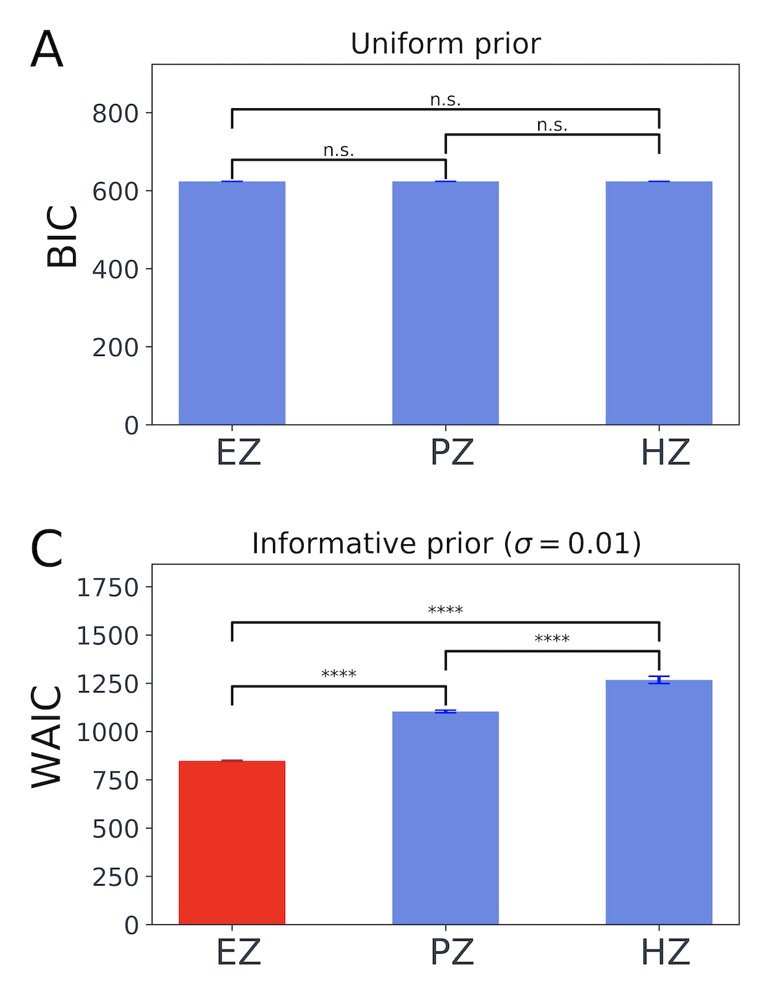 A
Uniform prior
n.s.
n.s.
n.s.
BIC
800
600
400
200
0
EZ PZ HZ
C
Informative prior (σ = 0.01)
****
****
****
WAIC
1750
1500
1250
1000
750
500
250
0
EZ PZ HZ